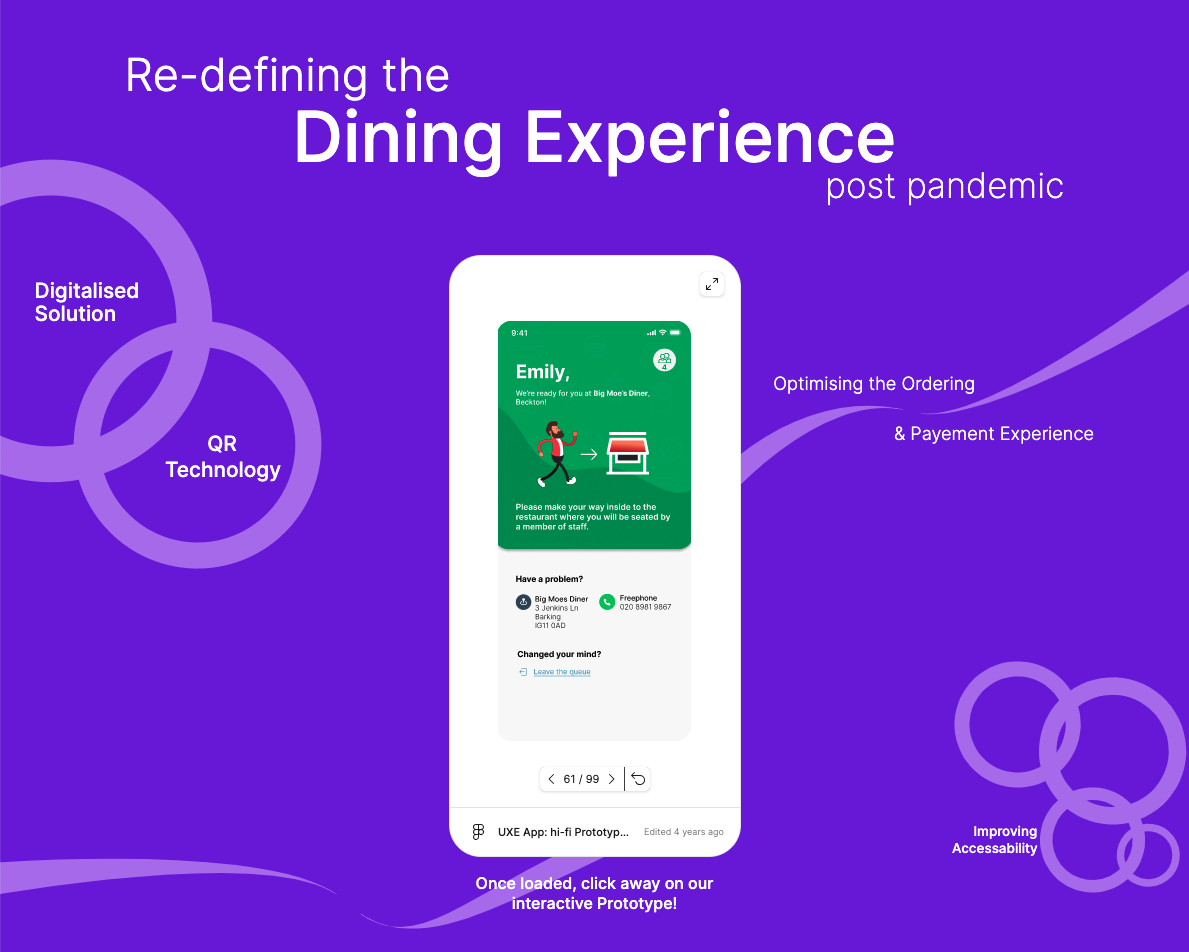 Re-defining the
Dining Experience
post pandemic
Digitalised
Solution
QR
Technology
9:41
4
Emily,
We're ready for you at Big Moe's Diner,
Beckton!
Please make your way inside to the
restaurant where you will be seated by
a member of staff.
Have a problem?
Big Moes Diner
3 Jenkins Ln
Barking
IG11 0AD
Freephone
020 8981 9867
Changed your mind?
Leave the queue
61 / 99
UXE App: hi-fi Prototyp...
Edited 4 years ago
Optimising the Ordering
& Payement Experience
Improving
Accessability
Once loaded, click away on our
interactive Prototype!